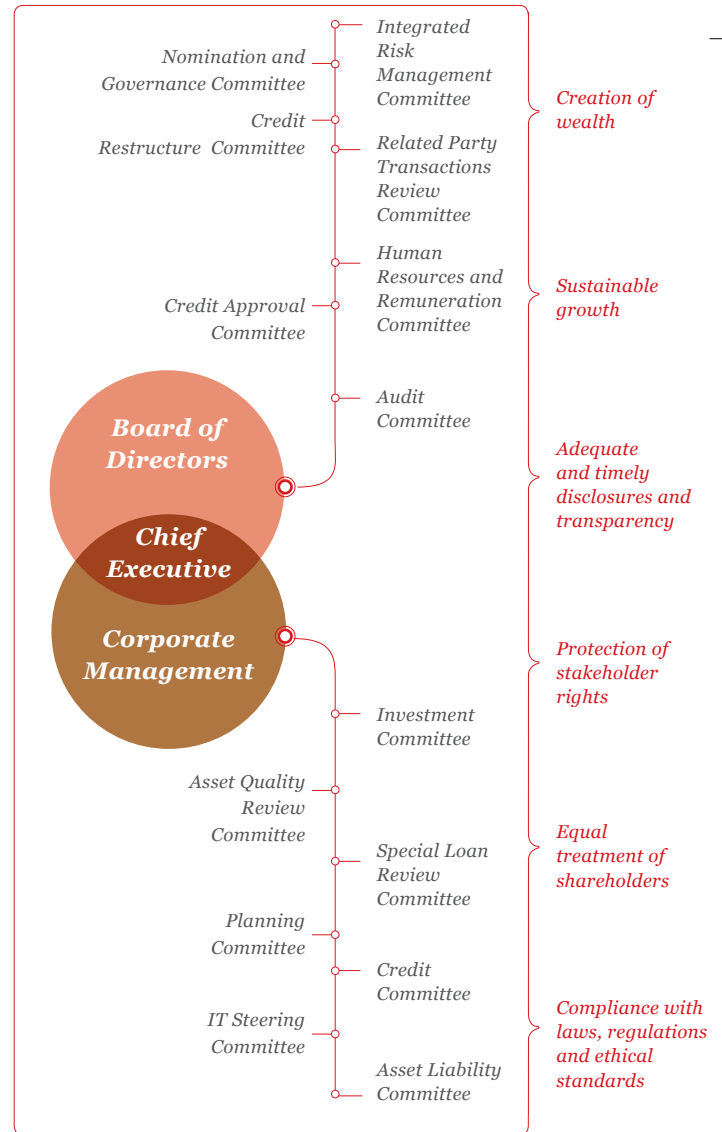 Nomination and
Governance Committee
Integrated
Risk
Management
Committee
Credit
Restructure Committee
Related Party
Transactions
Review
Committee
Human
Resources and
Remuneration
Committee
Credit Approval
Committee
Audit
Committee
Board of
Directors
Chief
Executive
Corporate
Management
Investment
Committee
Asset Quality
Review
Committee
Special Loan
Review
Committee
Planning
Committee
Credit
Committee
IT Steering
Committee
Asset Liability
Committee
Creation of
wealth
Sustainable
growth
Adequate
and timely
disclosures and
transparency
Protection of
stakeholder
rights
Equal
treatment of
shareholders
Compliance with
laws, regulations
and ethical
standards